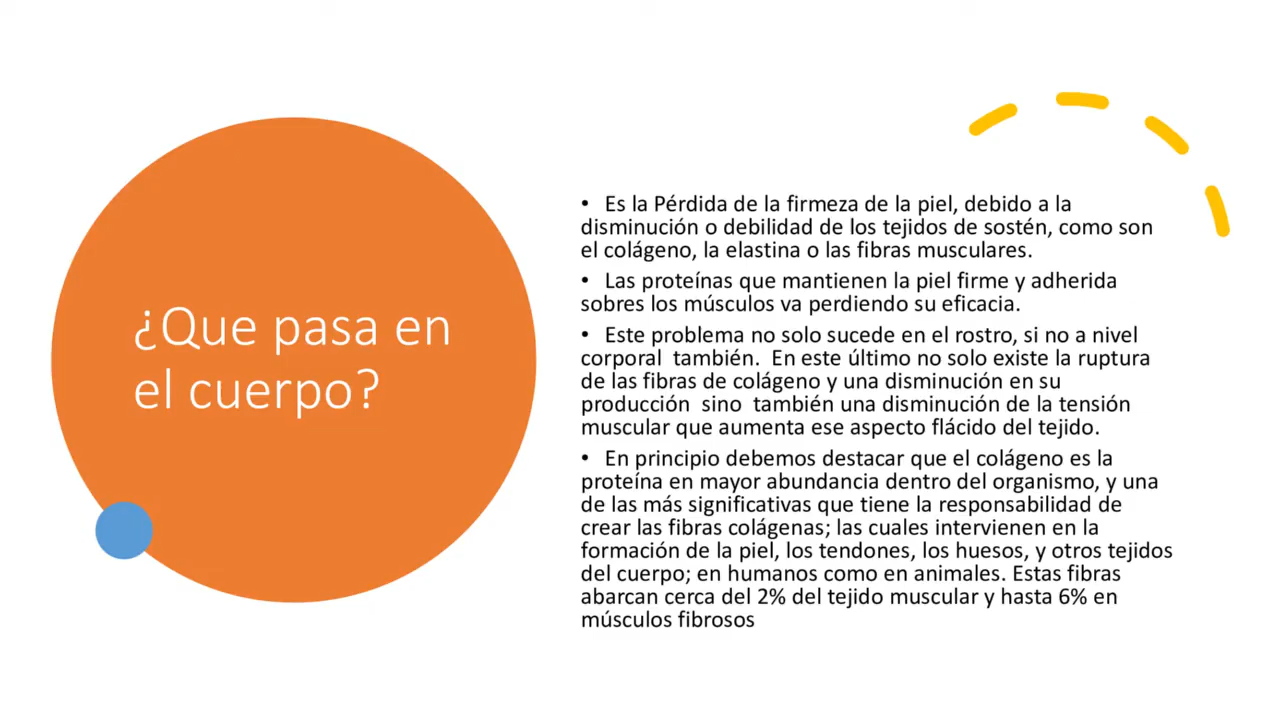 ¿Que pasa en
el cuerpo?
• Es la Pérdida de la firmeza de la piel, debido a la
disminución o debilidad de los tejidos de sostén, como son
el colágeno, la elastina o las fibras musculares.
• Las proteínas que mantienen la piel firme y adherida
sobres los músculos va perdiendo su eficacia.
• Este problema no solo sucede en el rostro, si no a nivel
corporal también. En este último no solo existe la ruptura
de las fibras de colágeno y una disminución en su
producción sino también una disminución de la tensión
muscular que aumenta ese aspecto flácido del tejido.
• En principio debemos destacar que el colágeno es la
proteína en mayor abundancia dentro del organismo, y una
de las más significativas que tiene la responsabilidad de
crear las fibras colágenas; las cuales intervienen en la
formación de la piel, los tendones, los huesos, y otros tejidos
del cuerpo; en humanos como en animales. Estas fibras
abarcan cerca del 2% del tejido muscular y hasta 6% en
músculos fibrosos